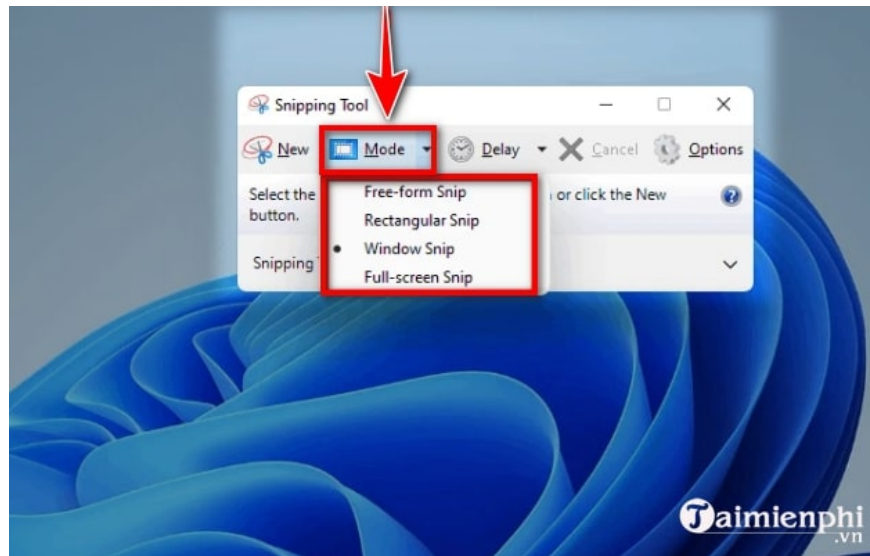 Snipping Tool
New Mode Delay Cancel Options
Select the or click the New
button.
Free-form Snip
Rectangular Snip
Window Snip
Full-screen Snip
Snipping
Taimienphi
.vn